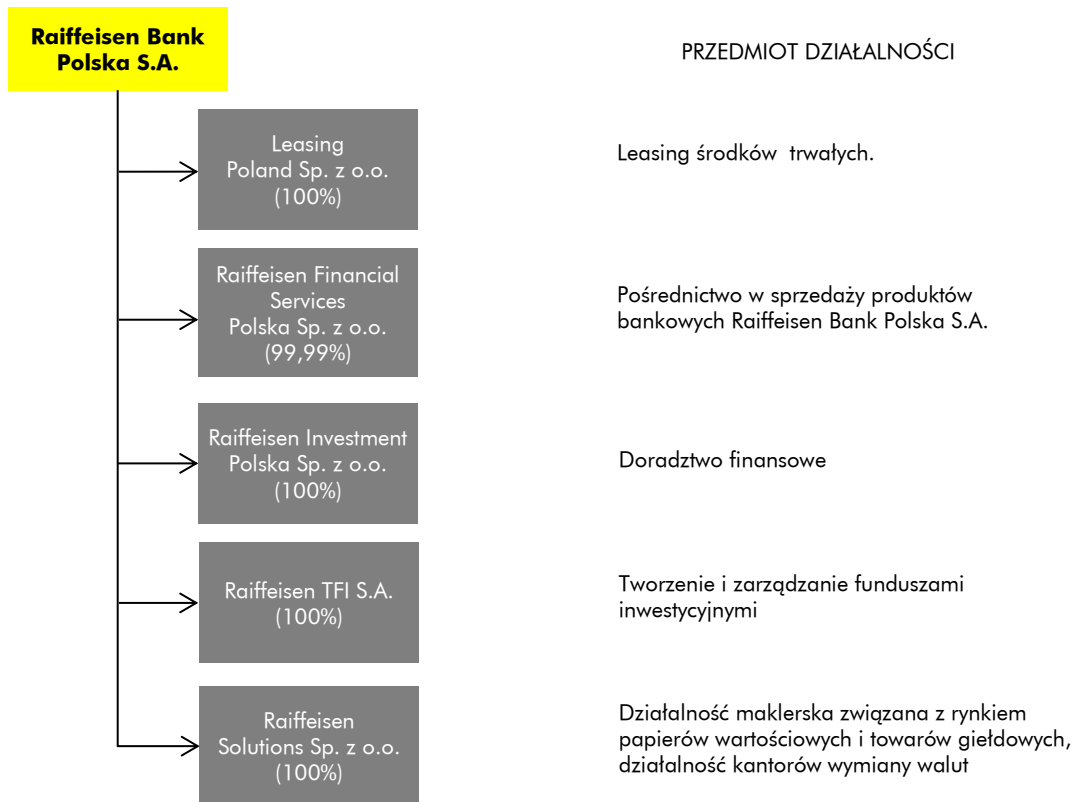 Raiffeisen Bank
Polska S.A.
PRZEDMIOT DZIAŁALNOŚCI
Leasing
Poland Sp. z o.o.
(100%)
Leasing środków  trwałych.
Raiffeisen Financial
Services
Polska Sp. z o.o.
(99,99%)
Pośrednictwo w sprzedaży produktów
bankowych Raiffeisen Bank Polska S.A.
Raiffeisen Investment
Polska Sp. z o.o.
(100%)
Doradztwo finansowe
Raiffeisen TFI S.A.
(100%)
Tworzenie i zarządzanie funduszami
inwestycyjnymi
Raiffeisen
Solutions Sp. z o.o.
(100%)
Działalność maklerska związana z rynkiem
papierów wartościowych i towarów giełdowych,
działalność kantorów wymiany walut